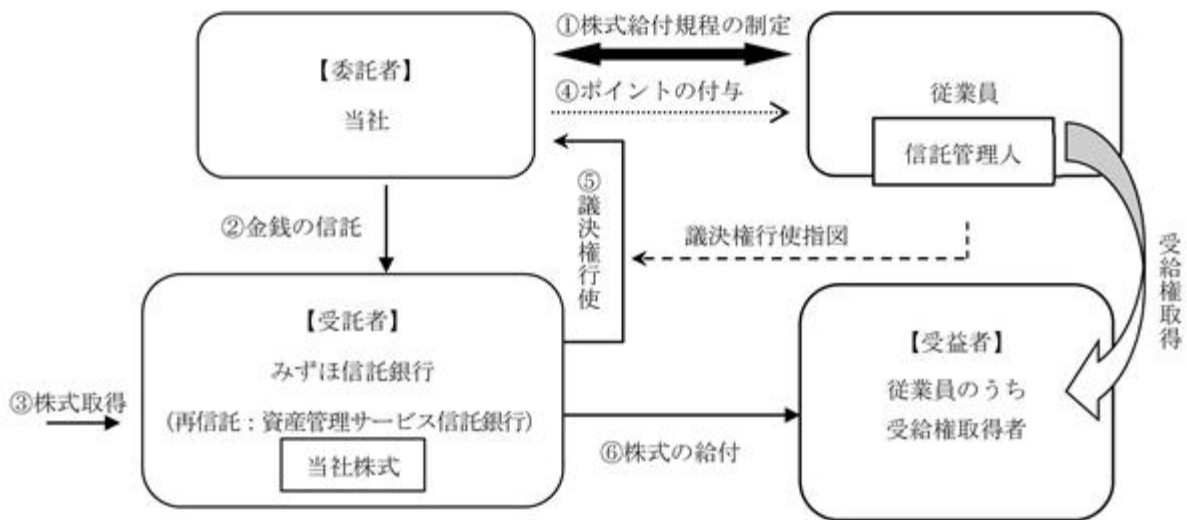 ①株式給付規程の制定
【委託者】
当社
④ポイントの付与
従業員
信託管理人
②金銭の信託
⑤議決権行使
議決権行使指図
受給権取得
【受託者】
みずほ信託銀行
(再信託：資産管理サービス信託銀行)
当社株式
③株式取得
⑥株式の給付
【受益者】
従業員のうち
受給権取得者